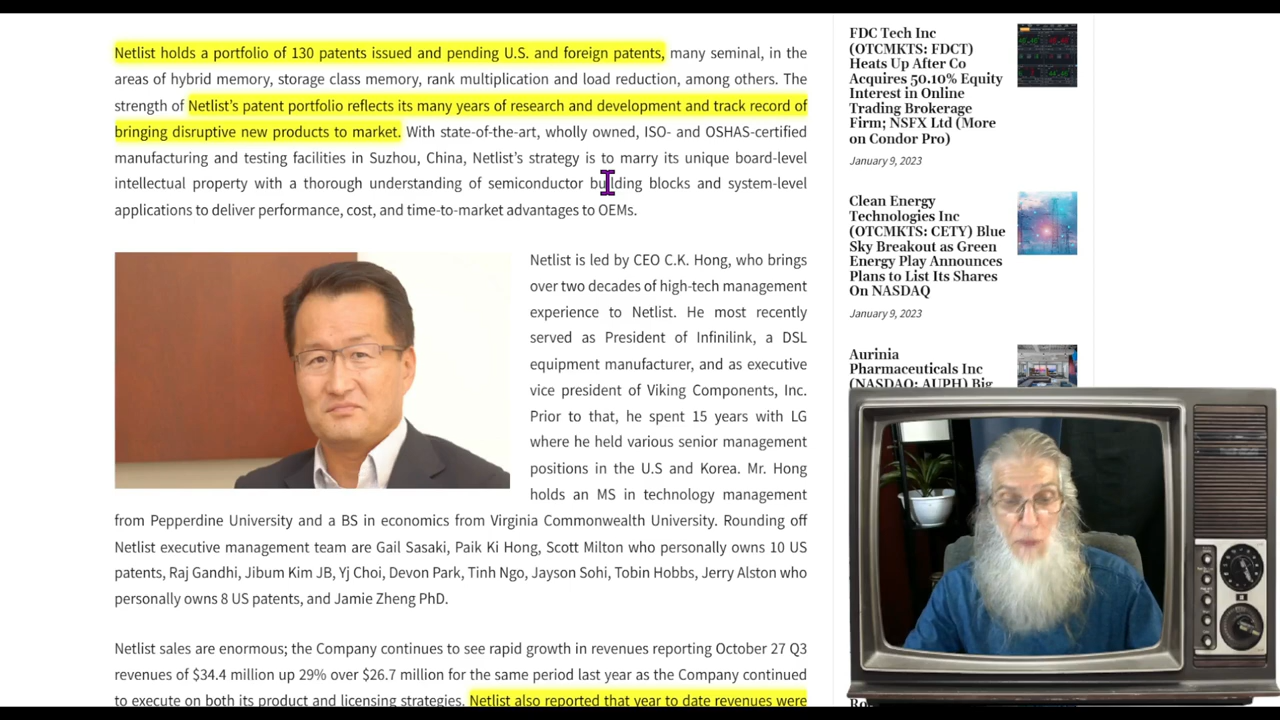 Netlist holds a portfolio of 130 plus issued and pending U.S. and foreign patents, many seminal, in the
areas of hybrid memory, storage class memory, rank multiplication and load reduction, among others. The
strength of Netlist’s patent portfolio reflects its many years of research and development and track record of
bringing disruptive new products to market. With state-of-the-art, wholly owned, ISO- and OSHAS-certified
manufacturing and testing facilities in Suzhou, China, Netlist’s strategy is to marry its unique board-level
intellectual property with a thorough understanding of semiconductor building blocks and system-level
applications to deliver performance, cost, and time-to-market advantages to OEMs.
Netlist is led by CEO C.K. Hong, who brings
over two decades of high-tech management
experience to Netlist. He most recently
served as President of Infinilink, a DSL
equipment manufacturer, and as executive
vice president of Viking Components, Inc.
Prior to that, he spent 15 years with LG
where he held various senior management
positions in the U.S and Korea. Mr. Hong
holds an MS in technology management
from Pepperdine University and a BS in economics from Virginia Commonwealth University. Rounding off
Netlist executive management team are Gail Sasaki, Paik Ki Hong, Scott Milton who personally owns 10 US
patents, Raj Gandhi, Jibum Kim JB, Yj Choi, Devon Park, Tinh Ngo, Jayson Sohi, Tobin Hobbs, Jerry Alston who
personally owns 8 US patents, and Jamie Zheng PhD.
Netlist sales are enormous; the Company continues to see rapid growth in revenues reporting October 27 Q3
revenues of $34.4 million up 29% over $26.7 million for the same period last year as the Company continued
to execute on both its product and licensing strategies. Netlist also reported that year to date revenues were
FDC Tech Inc
(OTCMKTS: FDCT)
Heats Up After Co
Acquires 50.10% Equity
Interest in Online
Trading Brokerage
Firm; NSFX Ltd (More
on Condor Pro)
January 9, 2023
Clean Energy
Technologies Inc
(OTCMKTS: CETY) Blue
Sky Breakout as Green
Energy Play Announces
Plans to List Its Shares
On NASDAQ
January 9, 2023
Aurinia
Pharmaceuticals Inc
(NASDAQ: AUPH) Big